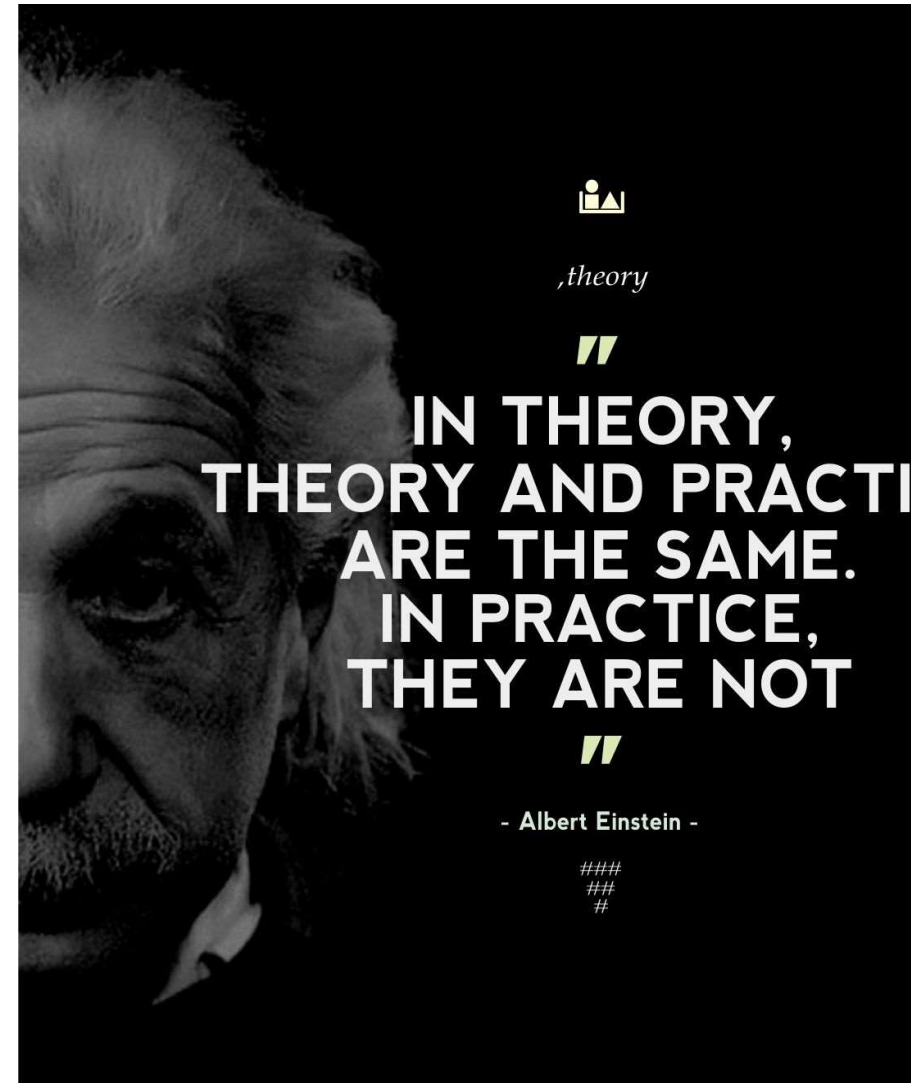 ,theory
"
IN THEORY,
THEORY AND PRACTI
ARE THE SAME.
IN PRACTICE,
THEY ARE NOT
"
- Albert Einstein -
###
##
#